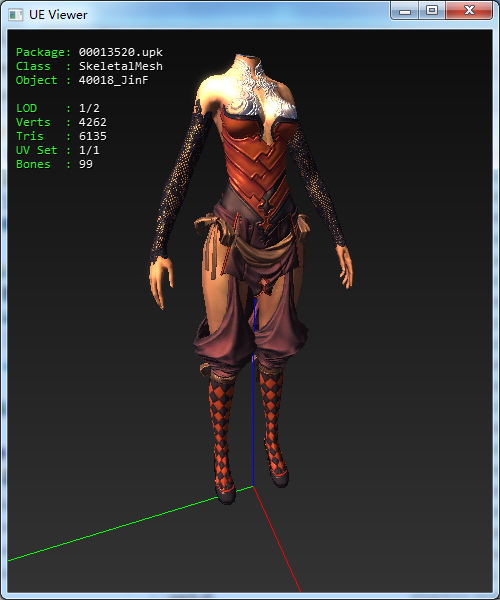 UE Viewer
Package: 00013520.upk
Class : SkeletalMesh
Object : 40018_JinF
LOD : 1/2
Verts : 4262
Tris : 6135
UV Set : 1/1
Bones : 99